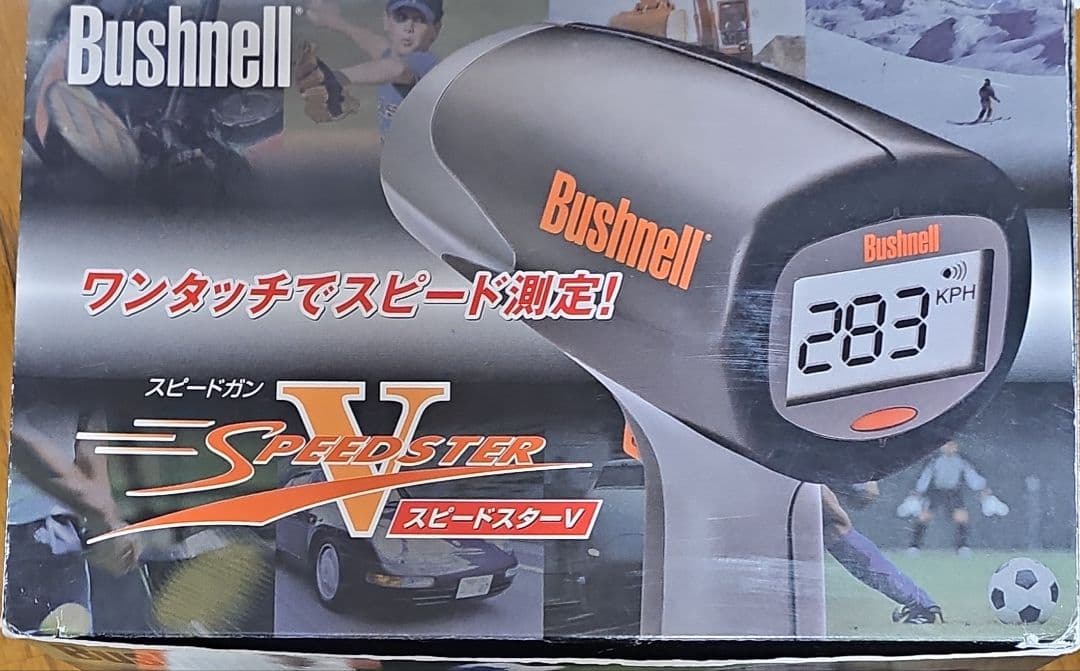 Bushnell
Bushnell
Bushnell
283 KPH
ワンタッチでスピード測定!
スピードガン
V
SPEEDSTER
スピードスターV